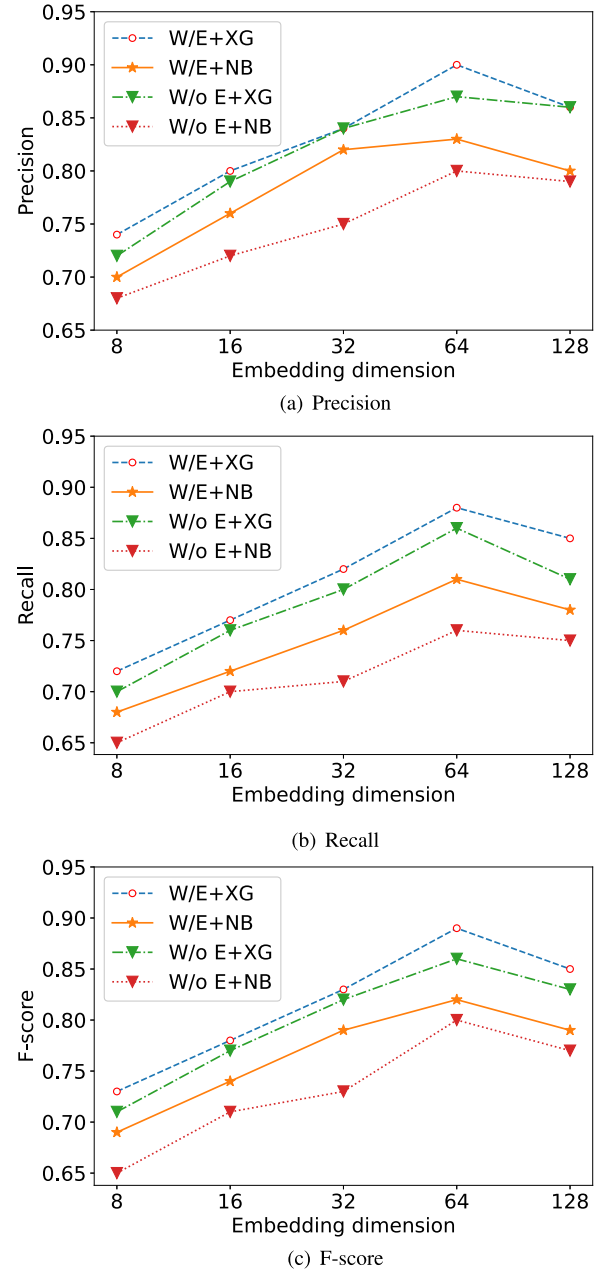 0.95
0.90
0.85
0.80
0.75
0.70
0.65
Precision
W/E+XG
W/E+NB
W/o E+XG
W/o E+NB
8 16 32 64 128
Embedding dimension
(a) Precision
0.95
0.90
0.85
0.80
0.75
0.70
0.65
Recall
W/E+XG
W/E+NB
W/o E+XG
W/o E+NB
8 16 32 64 128
Embedding dimension
(b) Recall
0.95
0.90
0.85
0.80
0.75
0.70
0.65
F-score
W/E+XG
W/E+NB
W/o E+XG
W/o E+NB
8 16 32 64 128
Embedding dimension
(c) F-score